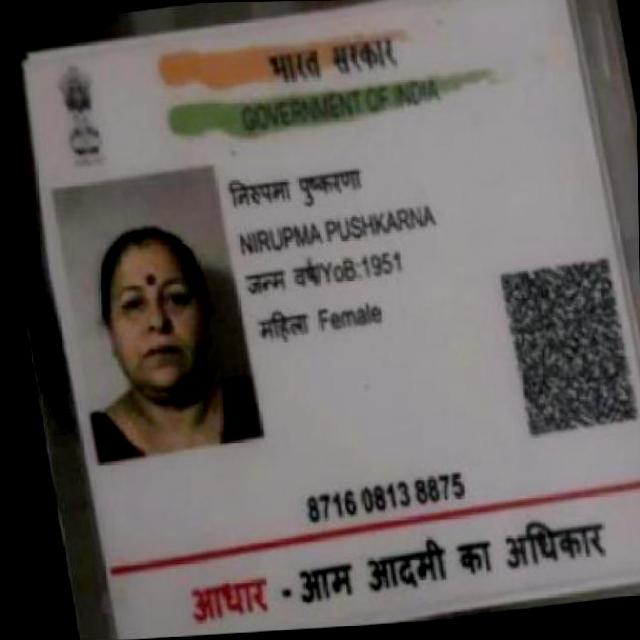 भारत सरकार
GOVERNMENT OF INDIA
निरुपमा पुष्करणा
NIRUPMA PUSHKARNA
जन्म वर्ष/YoB:1951
महिला Female
8716 0813 8875
आधार - आम आदमी का अधिकार